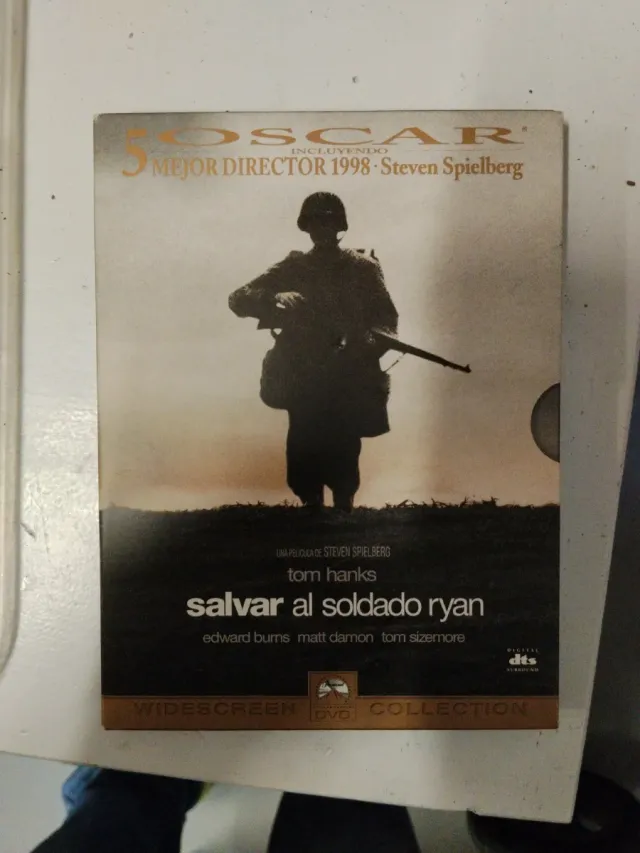 5 OSCAR®
INCLUYENDO
MEJOR DIRECTOR 1998 · Steven Spielberg
UNA PELICULA DE STEVEN SPIELBERG
tom hanks
salvar al soldado ryan
edward burns matt damon tom sizemore
DIGITAL
dts
SURROUND
WIDESCREEN DVD COLLECTION